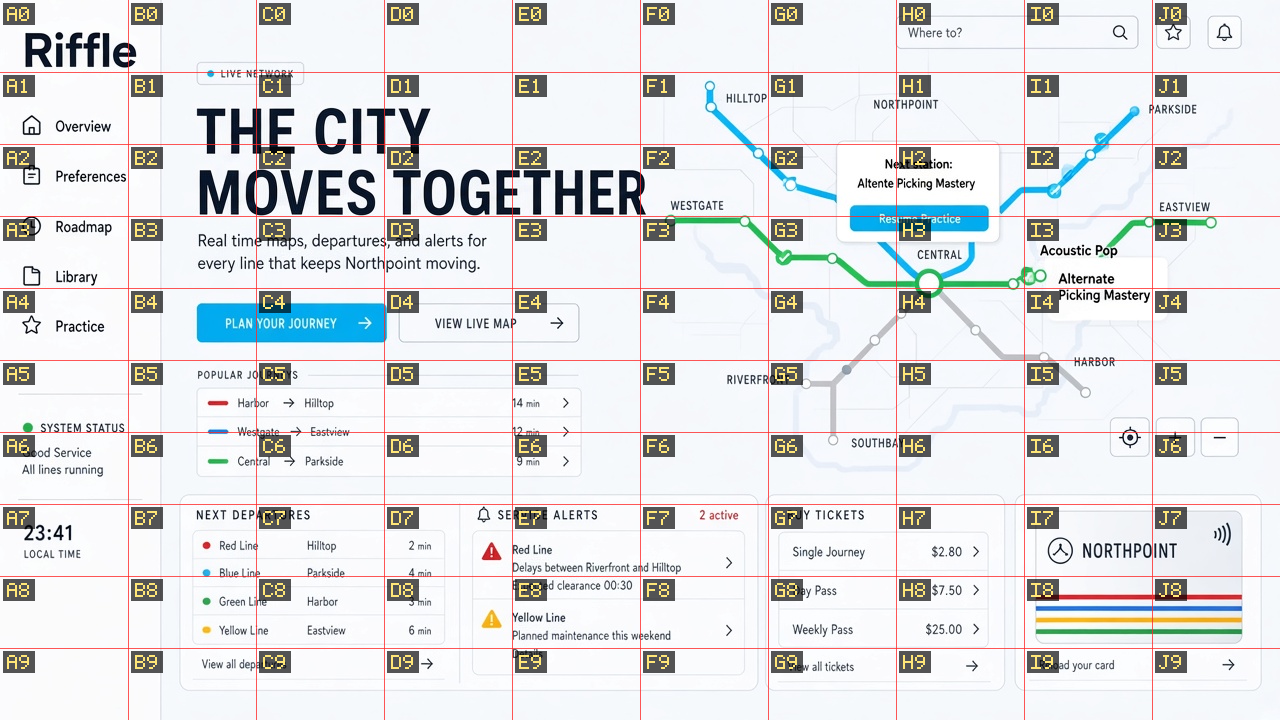 Riffle
Overview
Preferences
Roadmap
Library
Practice
SYSTEM STATUS
Good Service
All lines running
23:41
LOCAL TIME
LIVE NETWORK
THE CITY
MOVES TOGETHER
Real time maps, departures, and alerts for
every line that keeps Northpoint moving.
PLAN YOUR JOURNEY
VIEW LIVE MAP
POPULAR JOURNEYS
Harbor Hilltop 14 min
Westgate Eastview 12 min
Central Parkside 9 min
Where to?
HILLTOP
NORTHPOINT
PARKSIDE
Next Station:
Altente Picking Mastery
Resume Practice
WESTGATE
EASTVIEW
CENTRAL
Acoustic Pop
Alternate
Picking Mastery
HARBOR
RIVERFRONT
SOUTHBAY
NEXT DEPARTURES
Red Line Hilltop 2 min
Blue Line Parkside 4 min
Green Line Harbor 3 min
Yellow Line Eastview 6 min
View all departures
SERVICE ALERTS 2 active
Red Line
Delays between Riverfront and Hilltop
clearance 00:30
Yellow Line
Planned maintenance this weekend
BUY TICKETS
Single Journey $2.80
Day Pass $7.50
Weekly Pass $25.00
View all tickets
NORTHPOINT
Reload your card